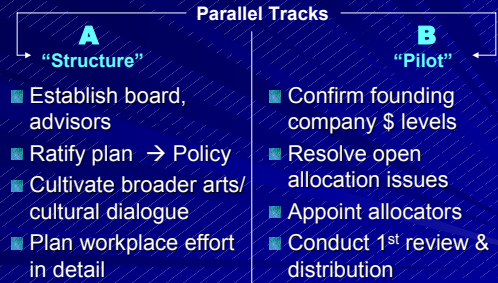 Parallel Tracks
A
“Structure”
Establish board,
advisors
Ratify plan → Policy
Cultivate broader arts/
cultural dialogue
Plan workplace effort
in detail
B
“Pilot”
Confirm founding
company $ levels
Resolve open
allocation issues
Appoint allocators
Conduct 1st review &
distribution